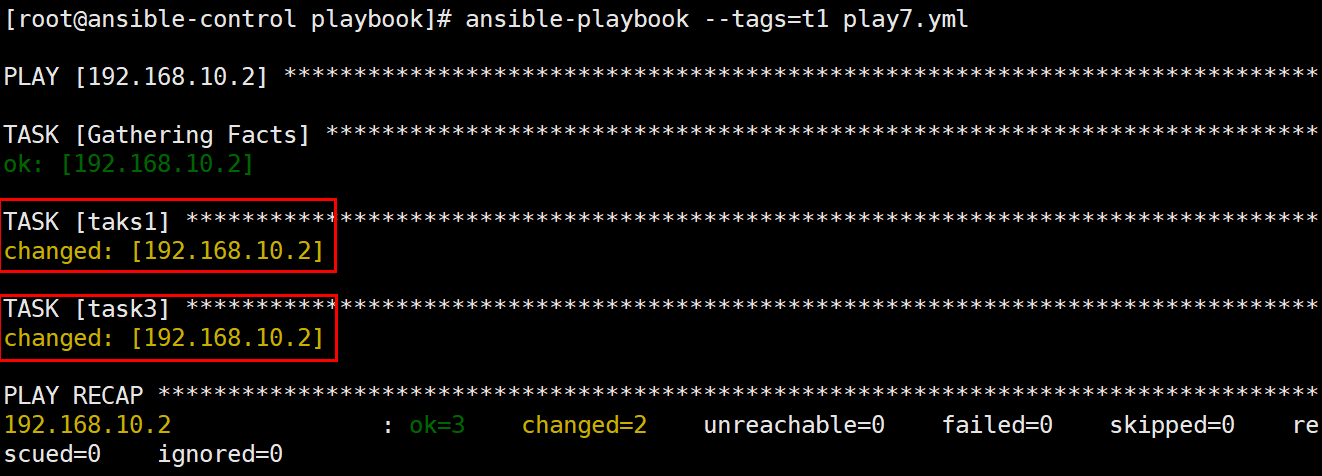 [root@ansible-control playbook]# ansible-playbook --tags=t1 play7.yml
PLAY [192.168.10.2] **************************************************************************
TASK [Gathering Facts] ***********************************************************************
ok: [192.168.10.2]
TASK [taks1] *********************************************************************************
changed: [192.168.10.2]
TASK [task3] *********************************************************************************
changed: [192.168.10.2]
PLAY RECAP ***********************************************************************************
192.168.10.2               : ok=3    changed=2    unreachable=0    failed=0    skipped=0    re
scued=0    ignored=0